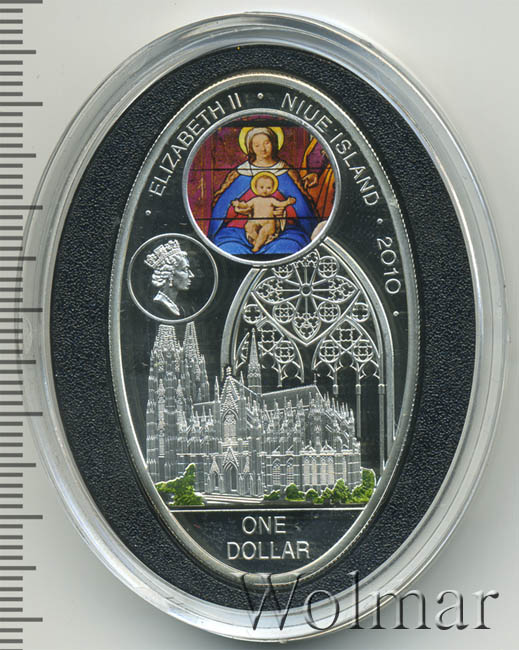 · ELIZABETH II · NIUE ISLAND · 2010 ·
ONE
DOLLAR
Wolmar